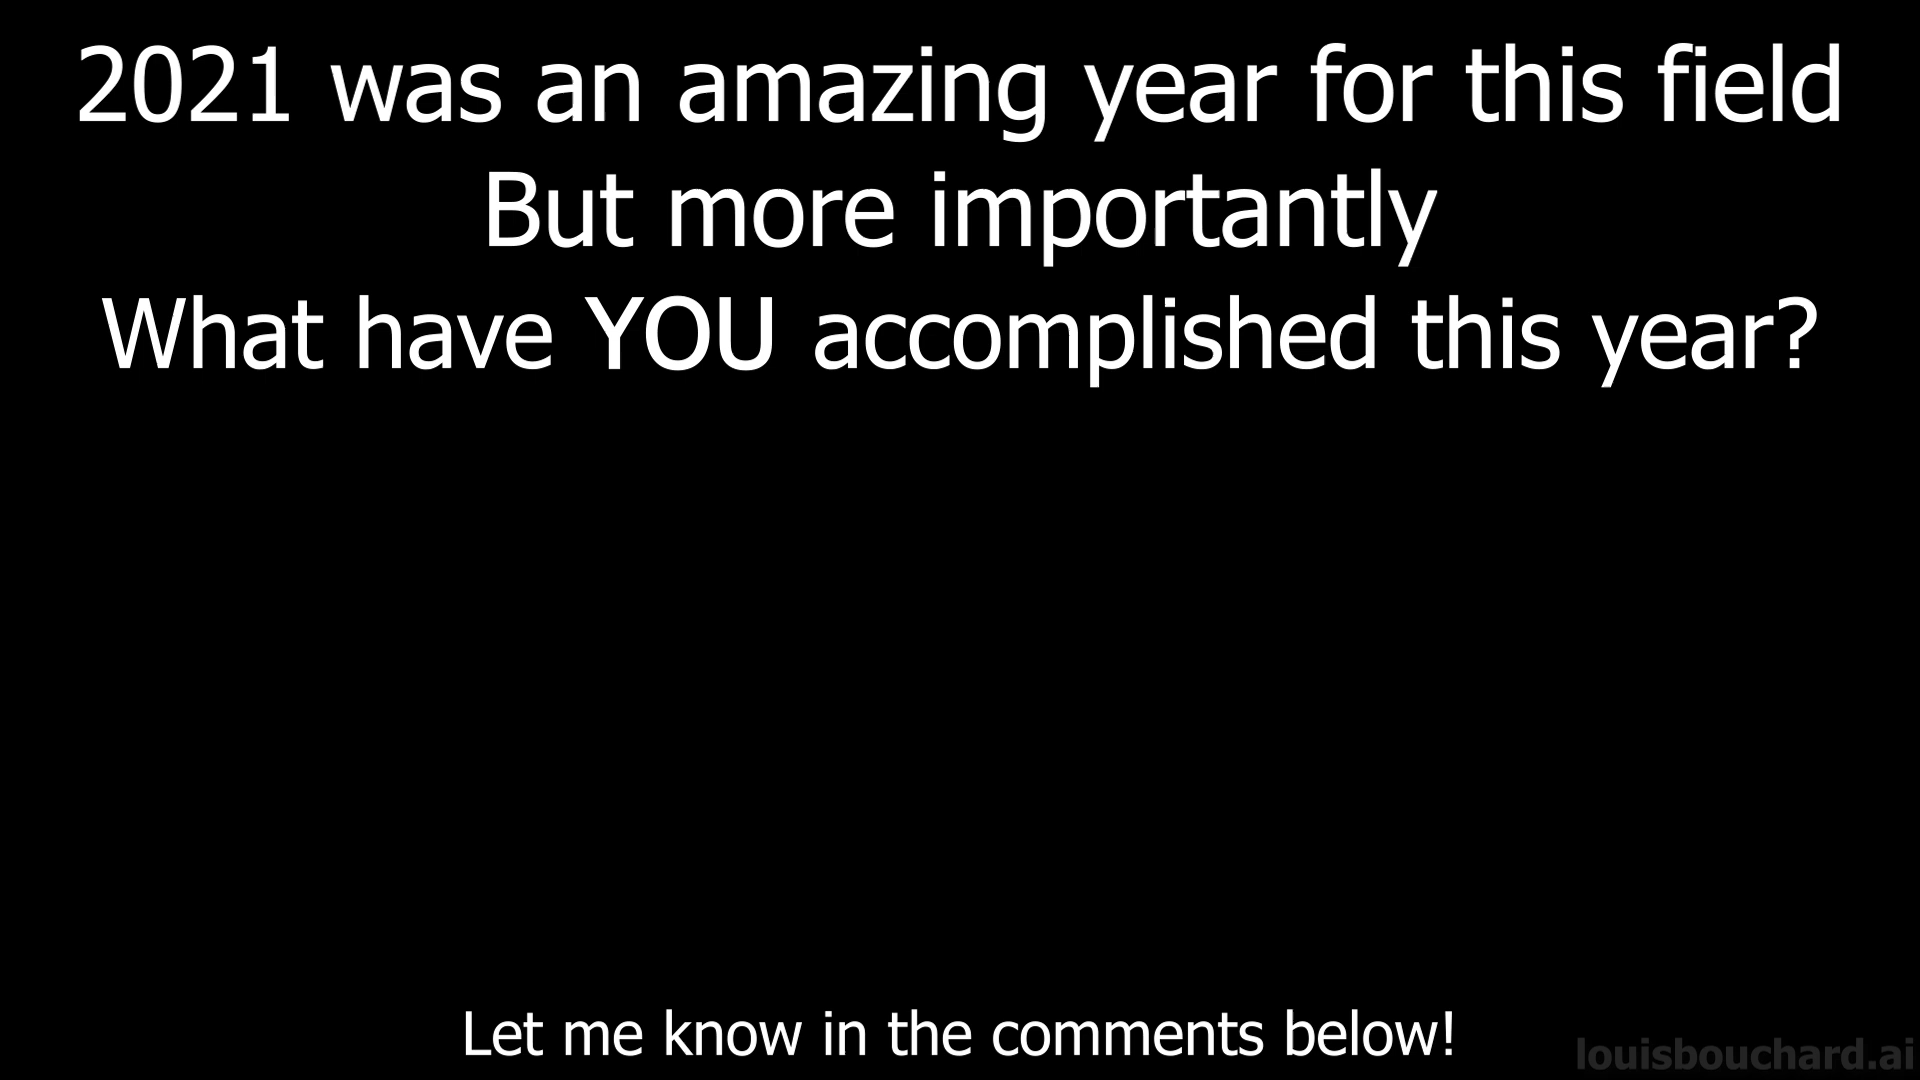 2021 was an amazing year for this field
But more importantly
What have YOU accomplished this year?
Let me know in the comments below!
louisbouchard.ai